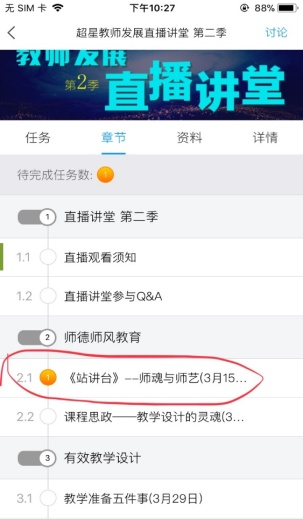 无 SIM 卡 下午10:27 88%
超星教师发展直播讲堂 第二季 讨论
教师发展
第2季 直播讲堂
任务 章节 资料 详情
待完成任务数: 1
1 直播讲堂 第二季
1.1 直播观看须知
1.2 直播讲堂参与Q&A
2 师德师风教育
2.1 1 《站讲台》--师魂与师艺(3月15...
2.2 课程思政——教学设计的灵魂(3...
3 有效教学设计
3.1 教学准备五件事(3月29日)